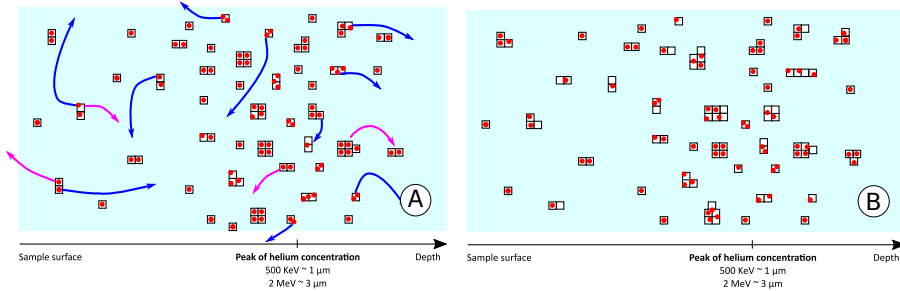 A
B
Sample surface
Peak of helium concentration
Depth
500 KeV ~ 1 μm
2 MeV ~ 3 μm
Sample surface
Peak of helium concentration
Depth
500 KeV ~ 1 μm
2 MeV ~ 3 μm